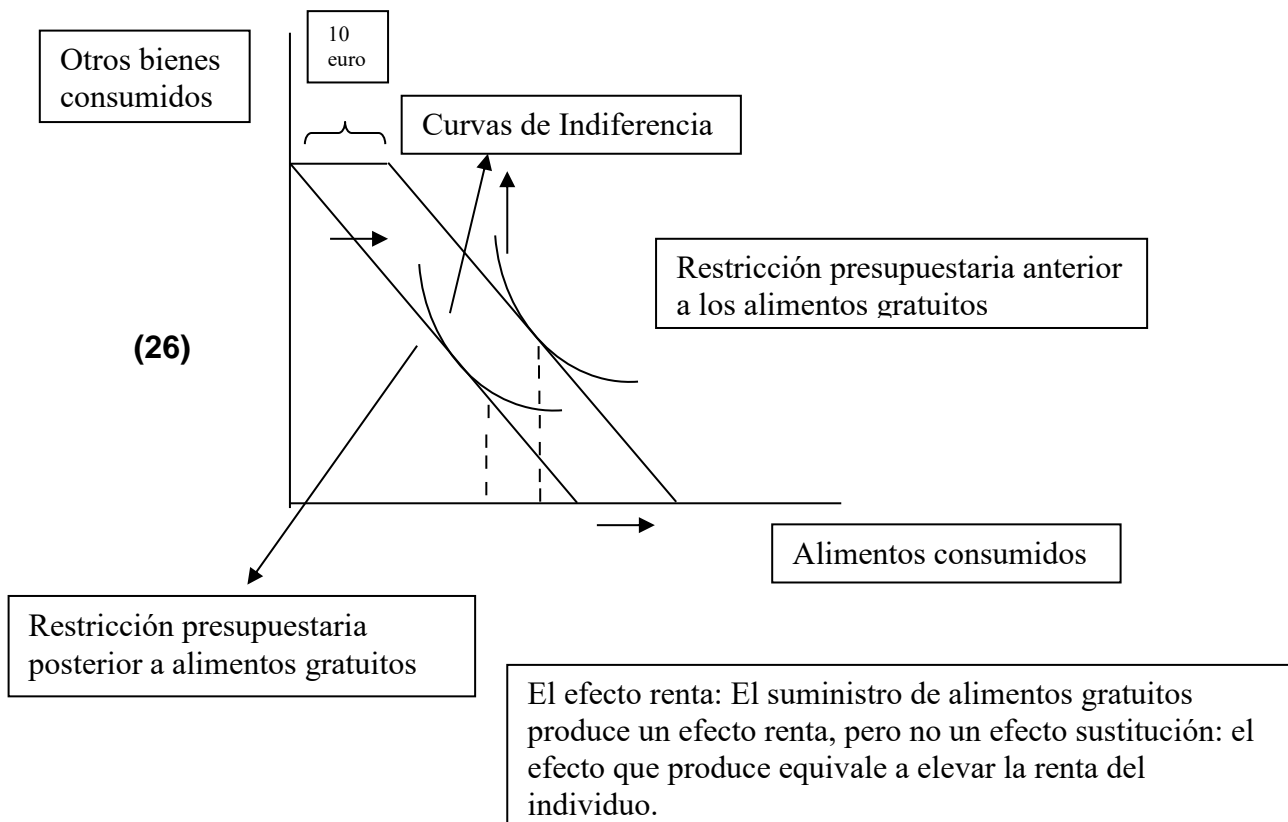 10
euro
Otros bienes
consumidos
Curvas de Indiferencia
Restricción presupuestaria anterior
a los alimentos gratuitos
(26)
Alimentos consumidos
Restricción presupuestaria
posterior a alimentos gratuitos
El efecto renta: El suministro de alimentos gratuitos
produce un efecto renta, pero no un efecto sustitución: el
efecto que produce equivale a elevar la renta del
individuo.